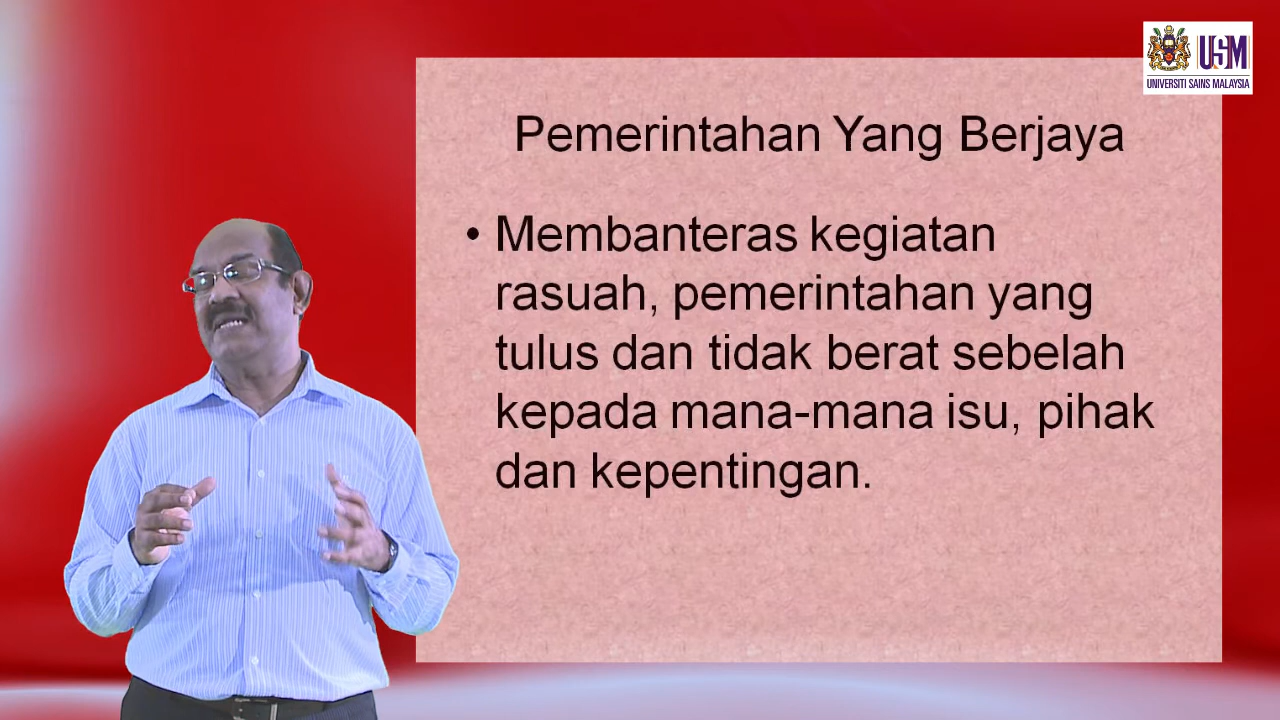 USM
UNIVERSITI SAINS MALAYSIA
Pemerintahan Yang Berjaya
• Membanteras kegiatan
rasuah, pemerintahan yang
tulus dan tidak berat sebelah
kepada mana-mana isu, pihak
dan kepentingan.